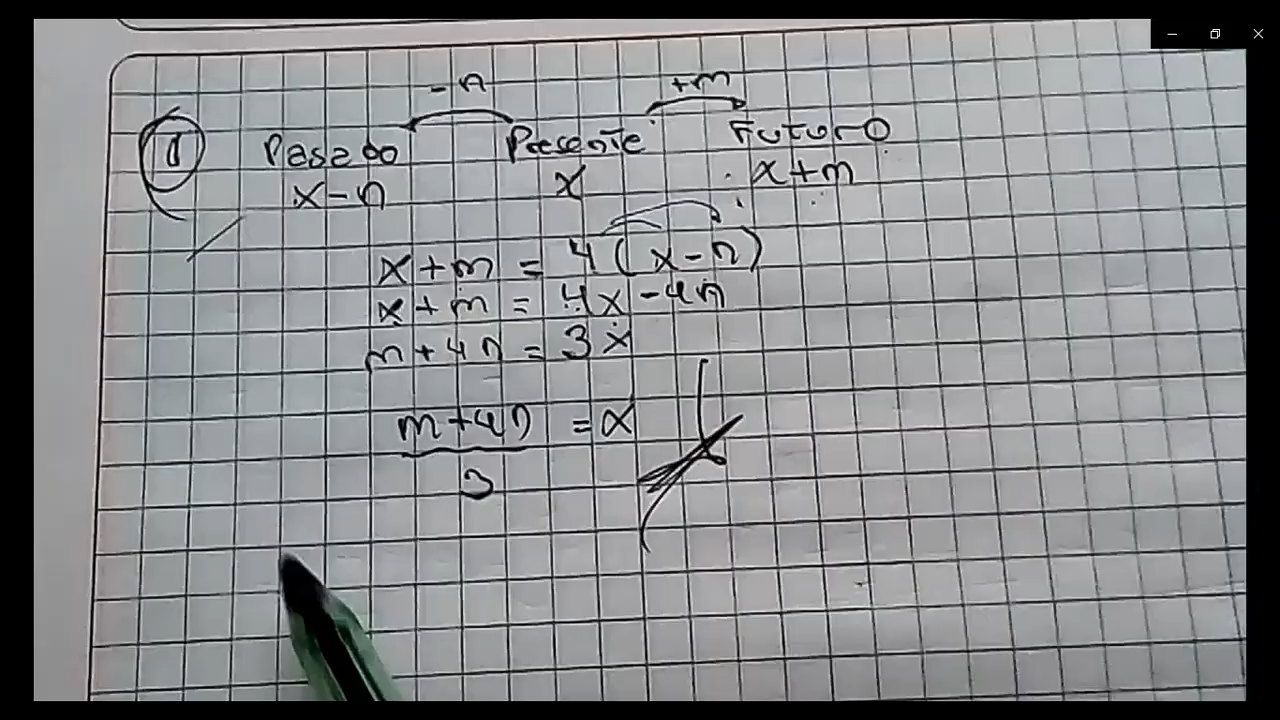 -n +m
① Pasado Presente Futuro
x-n x x+m
x+m = 4(x-n)
x+m = 4x-4n
m+4n = 3x
m+4n = x
3